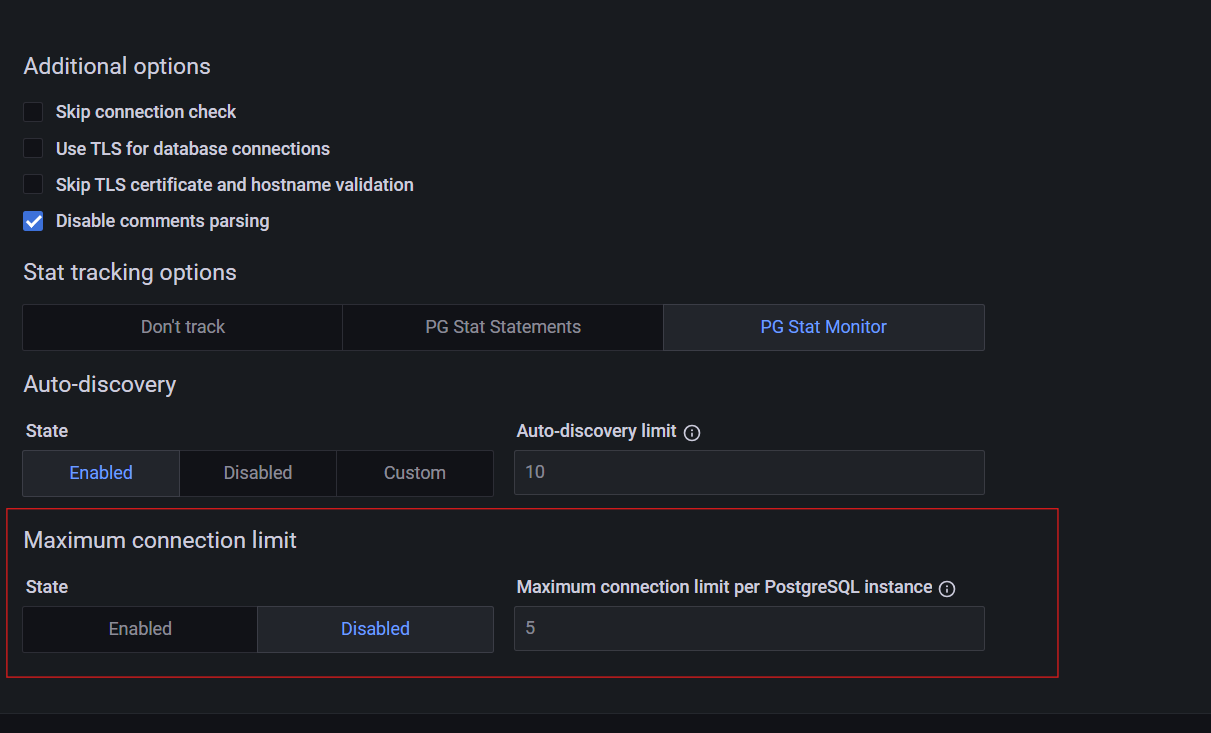 Additional options
Skip connection check
Use TLS for database connections
Skip TLS certificate and hostname validation
Disable comments parsing
Stat tracking options
Don't track PG Stat Statements PG Stat Monitor
Auto-discovery
State Auto-discovery limit
Enabled Disabled Custom 10
Maximum connection limit
State Maximum connection limit per PostgreSQL instance
Enabled Disabled 5